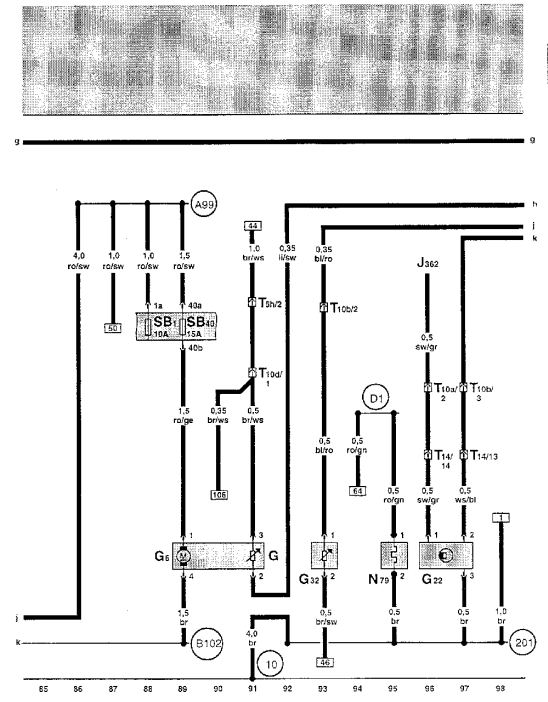 g g
A99
h
44 j
4,0 1,0 1,0 1,5 1,0 0,35 0,35 k
ro/sw ro/sw ro/sw ro/sw br/ws li/sw bl/ro
J362
1a 40a T5h/2 T10b/2
50 SB1 SB40
10A 15A
40b 0,5
sw/gr
T10d/
1
T10a/ T10b/
2 3
D1
1,5 0,35 0,5
ro/ge br/ws br/ws
0,5 0,5
bl/ro ro/gn
T14/ T14/13
14
106 64
0,5 0,5 0,5
ro/gn sw/gr ws/bl
1
1 3 1 1 1 2
G6 M G
G32 N79 G22
4 2 2 2 3
1,5 0,5 0,5 0,5 1,0
br br/sw br br br
j
4,0
br
k B102 201
10 46
85 86 87 88 89 90 91 92 93 94 95 96 97 98